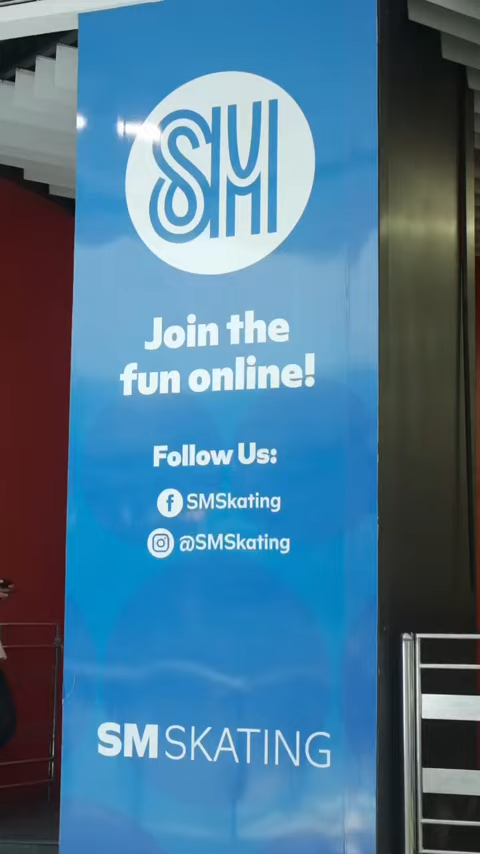 SM
Join the
fun online!
Follow Us:
SMSkating
@SMSkating
SM SKATING